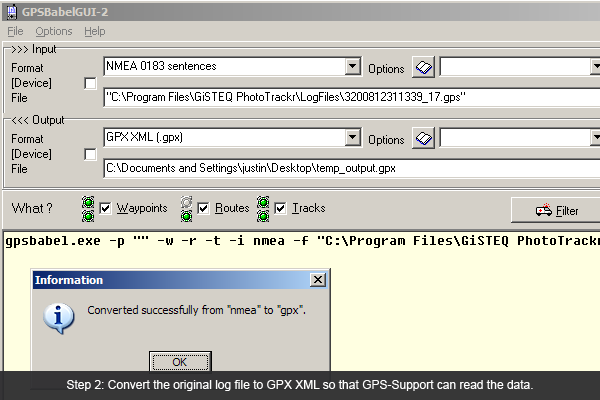 GPSBabelGUI-2
File Options Help
>>> Input
Format
NMEA 0183 sentences
Options
[Device]
File
"C:\Program Files\GiSTEQ PhotoTrackr\LogFiles\3200812311339_17.gps"
<<< Output
Format
GPX XML (.gpx)
Options
[Device]
File
C:\Documents and Settings\justin\Desktop\temp_output.gpx
What ? Waypoints Routes Tracks Filter
gpsbabel.exe -p "" -w -r -t -i nmea -f "C:\Program Files\GiSTEQ PhotoTrackr
Information
Converted successfully from "nmea" to "gpx".
OK
Step 2: Convert the original log file to GPX XML so that GPS-Support can read the data.